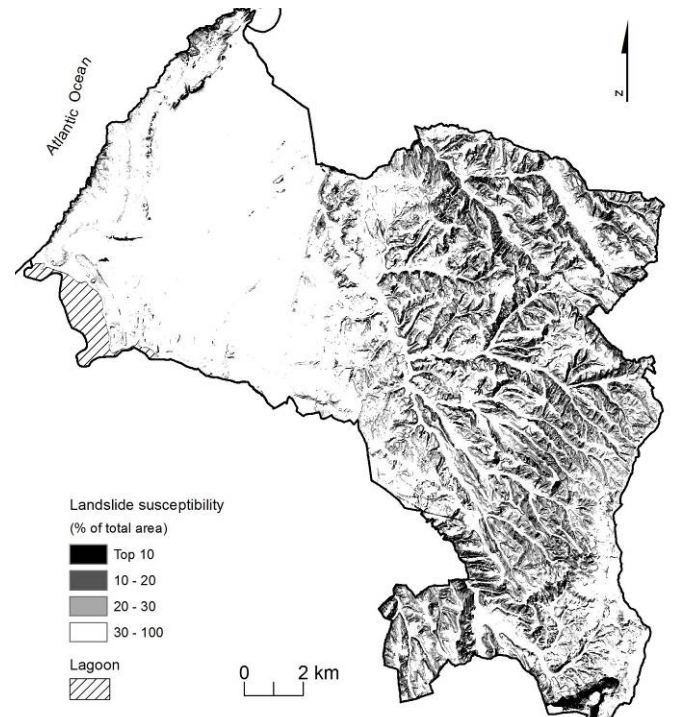 Atlantic Ocean
N
Landslide susceptibility
(% of total area)
Top 10
10 - 20
20 - 30
30 - 100
Lagoon
0 2 km